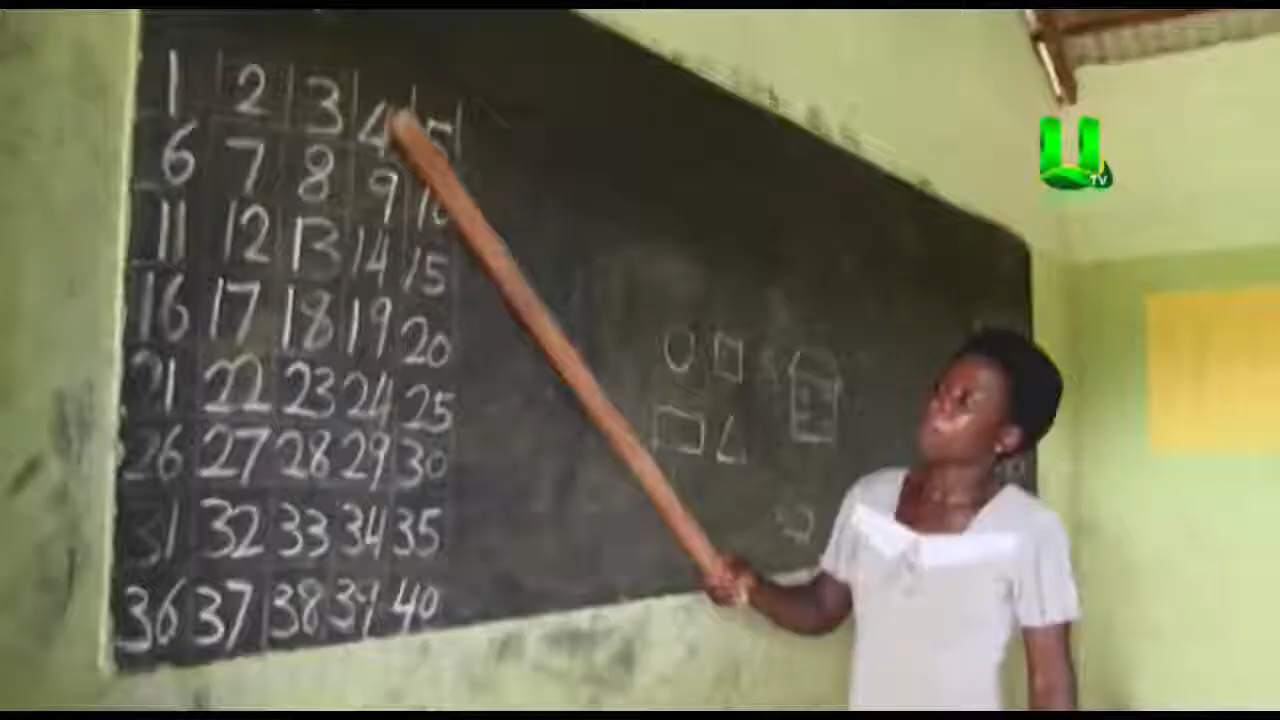 1 2 3 4 5
6 7 8 9 10
11 12 13 14 15
16 17 18 19 20
21 22 23 24 25
26 27 28 29 30
31 32 33 34 35
36 37 38 39 40
U
TV